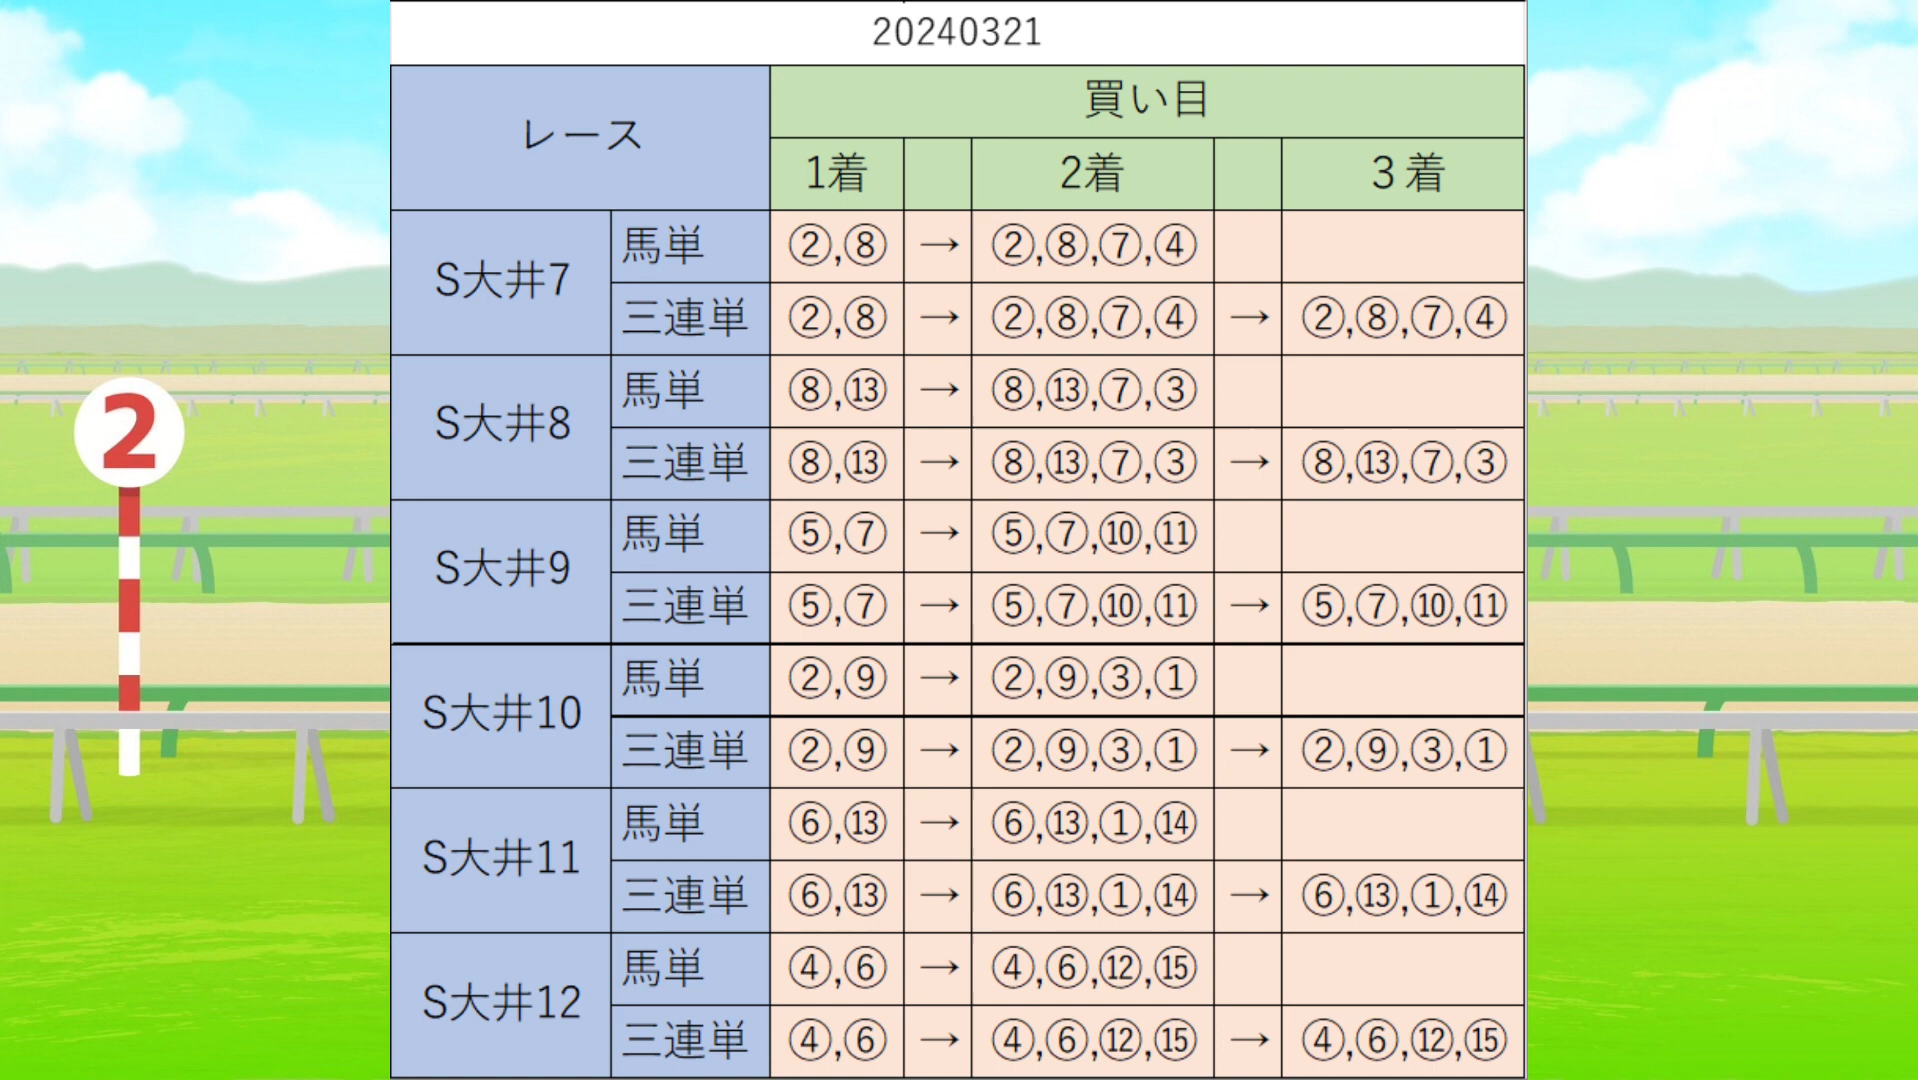 20240321
レース 買い目
1着 2着 3着
S大井7 馬単 ②,⑧ → ②,⑧,⑦,④
三連単 ②,⑧ → ②,⑧,⑦,④ → ②,⑧,⑦,④
S大井8 馬単 ⑧,⑬ → ⑧,⑬,⑦,③
三連単 ⑧,⑬ → ⑧,⑬,⑦,③ → ⑧,⑬,⑦,③
S大井9 馬単 ⑤,⑦ → ⑤,⑦,⑩,⑪
三連単 ⑤,⑦ → ⑤,⑦,⑩,⑪ → ⑤,⑦,⑩,⑪
S大井10 馬単 ②,⑨ → ②,⑨,③,①
三連単 ②,⑨ → ②,⑨,③,① → ②,⑨,③,①
S大井11 馬単 ⑥,⑬ → ⑥,⑬,①,⑭
三連単 ⑥,⑬ → ⑥,⑬,①,⑭ → ⑥,⑬,①,⑭
S大井12 馬単 ④,⑥ → ④,⑥,⑫,⑮
三連単 ④,⑥ → ④,⑥,⑫,⑮ → ④,⑥,⑫,⑮
2